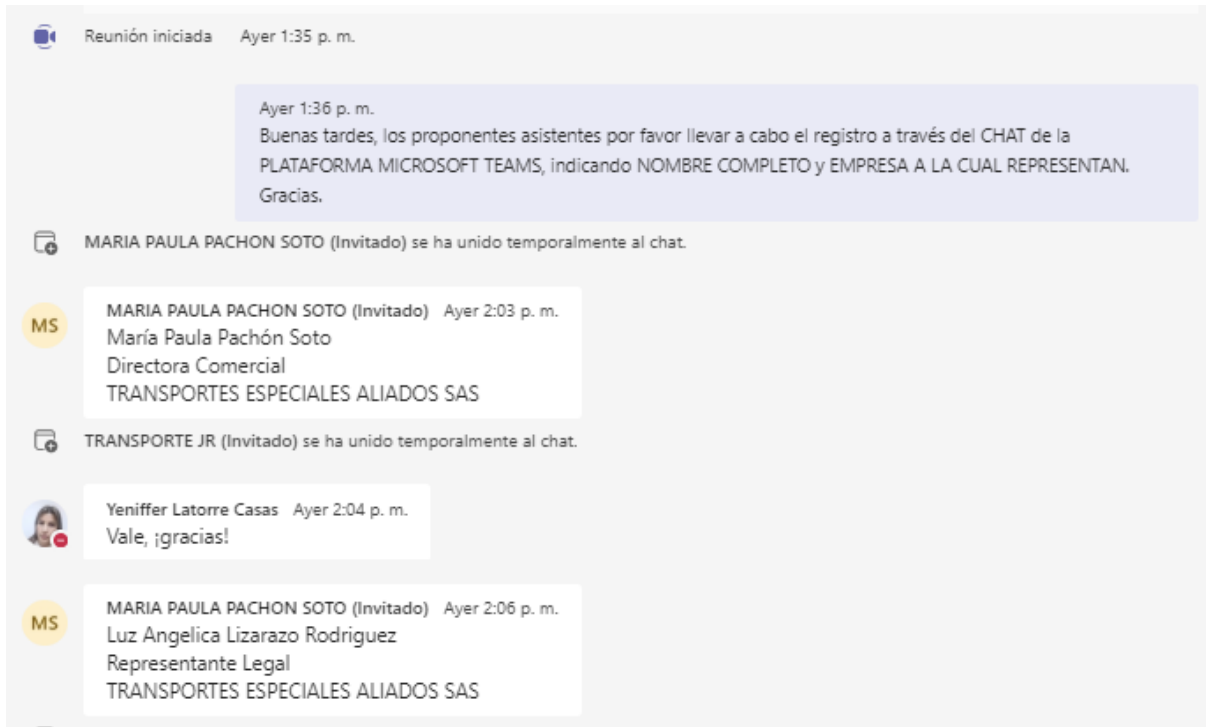 Reunión iniciada Ayer 1:35 p. m.
Ayer 1:36 p. m.
Buenas tardes, los proponentes asistentes por favor llevar a cabo el registro a través del CHAT de la
PLATAFORMA MICROSOFT TEAMS, indicando NOMBRE COMPLETO y EMPRESA A LA CUAL REPRESENTAN.
Gracias.
MARIA PAULA PACHON SOTO (Invitado) se ha unido temporalmente al chat.
MS
MARIA PAULA PACHON SOTO (Invitado) Ayer 2:03 p. m.
María Paula Pachón Soto
Directora Comercial
TRANSPORTES ESPECIALES ALIADOS SAS
TRANSPORTE JR (Invitado) se ha unido temporalmente al chat.
Yeniffer Latorre Casas Ayer 2:04 p. m.
Vale, ¡gracias!
MS
MARIA PAULA PACHON SOTO (Invitado) Ayer 2:06 p. m.
Luz Angelica Lizarazo Rodriguez
Representante Legal
TRANSPORTES ESPECIALES ALIADOS SAS